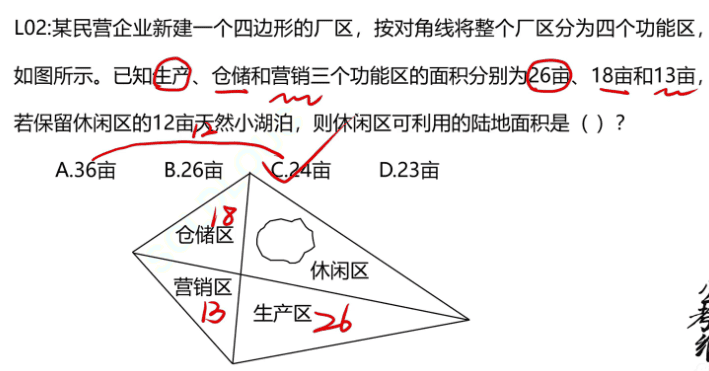 L02:某民营企业新建一个四边形的厂区，按对角线将整个厂区分为四个功能区，
如图所示。已知生产、仓储和营销三个功能区的面积分别为26亩、18亩和13亩，
若保留休闲区的12亩天然小湖泊，则休闲区可利用的陆地面积是（ ）？
12
A.36亩 B.26亩 C.24亩 D.23亩
18
仓储区
休闲区
营销区
13
生产区 26